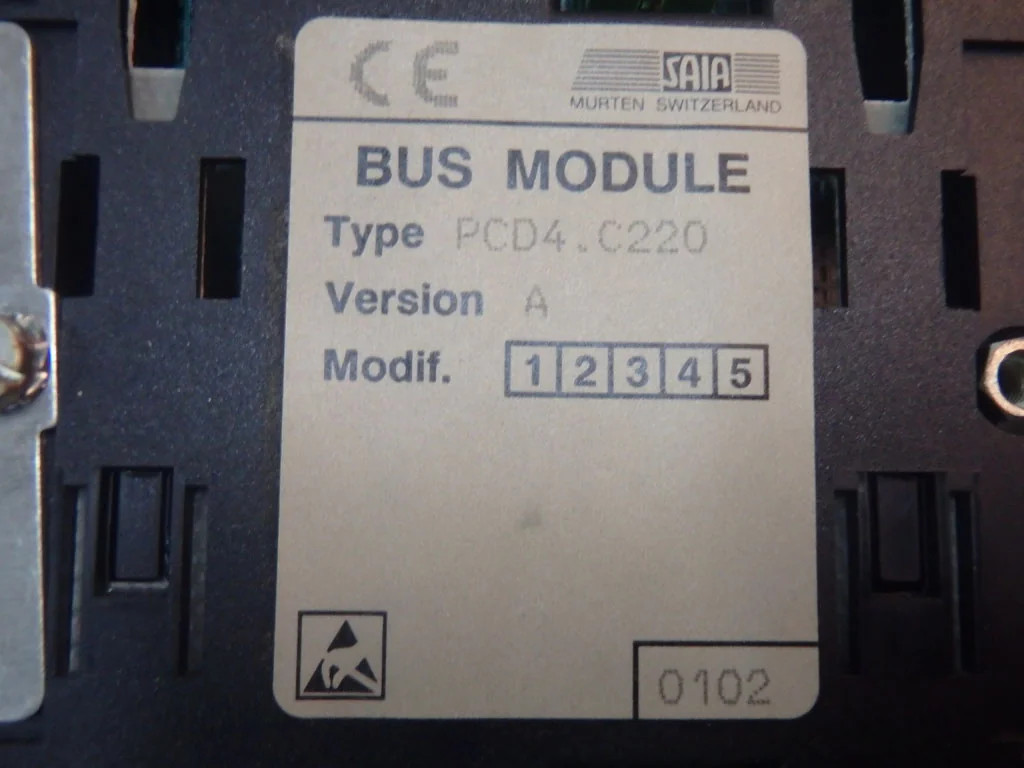 CE SAIA
MURTEN SWITZERLAND
BUS MODULE
Type PCD4.C220
Version A
Modif. 1 2 3 4 5
0102